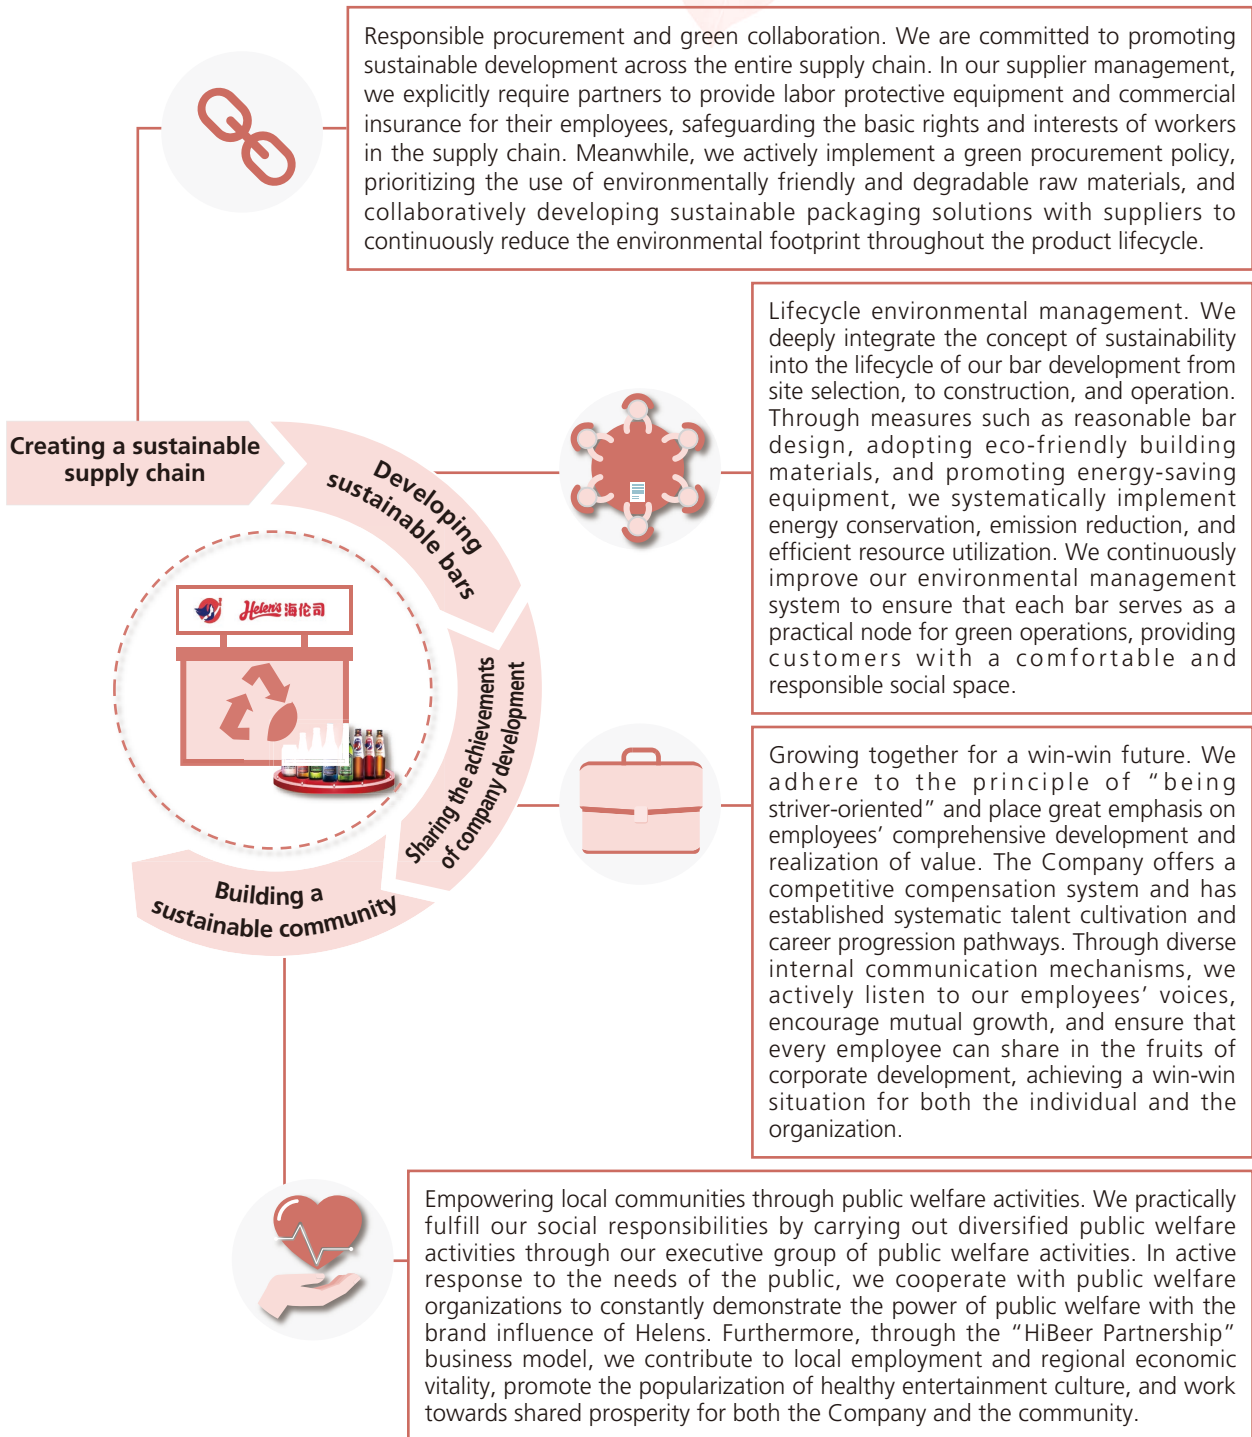 Responsible procurement and green collaboration. We are committed to promoting
sustainable development across the entire supply chain. In our supplier management,
we explicitly require partners to provide labor protective equipment and commercial
insurance for their employees, safeguarding the basic rights and interests of workers
in the supply chain. Meanwhile, we actively implement a green procurement policy,
prioritizing the use of environmentally friendly and degradable raw materials, and
collaboratively developing sustainable packaging solutions with suppliers to
continuously reduce the environmental footprint throughout the product lifecycle.
Creating a sustainable
supply chain
Developing
sustainable bars
Lifecycle environmental management. We
deeply integrate the concept of sustainability
into the lifecycle of our bar development from
site selection, to construction, and operation.
Through measures such as reasonable bar
design, adopting eco-friendly building
materials, and promoting energy-saving
equipment, we systematically implement
energy conservation, emission reduction, and
efficient resource utilization. We continuously
improve our environmental management
system to ensure that each bar serves as a
practical node for green operations, providing
customers with a comfortable and
responsible social space.
Helen's 海伦司
Sharing the achievements
of company development
Growing together for a win-win future. We
adhere to the principle of “being
striver-oriented” and place great emphasis on
employees’ comprehensive development and
realization of value. The Company offers a
competitive compensation system and has
established systematic talent cultivation and
career progression pathways. Through diverse
internal communication mechanisms, we
actively listen to our employees’ voices,
encourage mutual growth, and ensure that
every employee can share in the fruits of
corporate development, achieving a win-win
situation for both the individual and the
organization.
Building a
sustainable community
Empowering local communities through public welfare activities. We practically
fulfill our social responsibilities by carrying out diversified public welfare
activities through our executive group of public welfare activities. In active
response to the needs of the public, we cooperate with public welfare
organizations to constantly demonstrate the power of public welfare with the
brand influence of Helens. Furthermore, through the “HiBeer Partnership”
business model, we contribute to local employment and regional economic
vitality, promote the popularization of healthy entertainment culture, and work
towards shared prosperity for both the Company and the community.